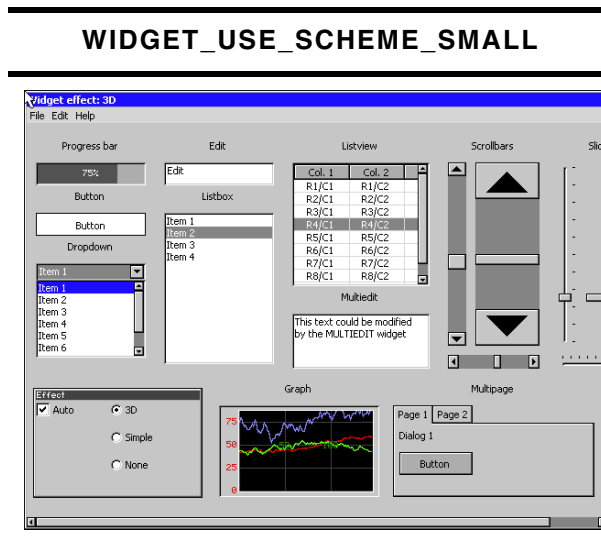 WIDGET_USE_SCHEME_SMALL
Widget effect: 3D
File Edit Help
Progress bar
75%
Button
Button
Dropdown
Item 1
Item 1
Item 2
Item 3
Item 4
Item 5
Item 6
Edit
Edit
Listbox
Item 1
Item 2
Item 3
Item 4
Listview
Col. 1 Col. 2
R1/C1 R1/C2
R2/C1 R2/C2
R3/C1 R3/C2
R4/C1 R4/C2
R5/C1 R5/C2
R6/C1 R6/C2
R7/C1 R7/C2
R8/C1 R8/C2
Multiedit
This text could be modified
by the MULTIEDIT widget
Scrollbars
Slic
Effect
Auto
3D
Simple
None
Graph
75
50
25
0
Multipage
Page 1 Page 2
Dialog 1
Button